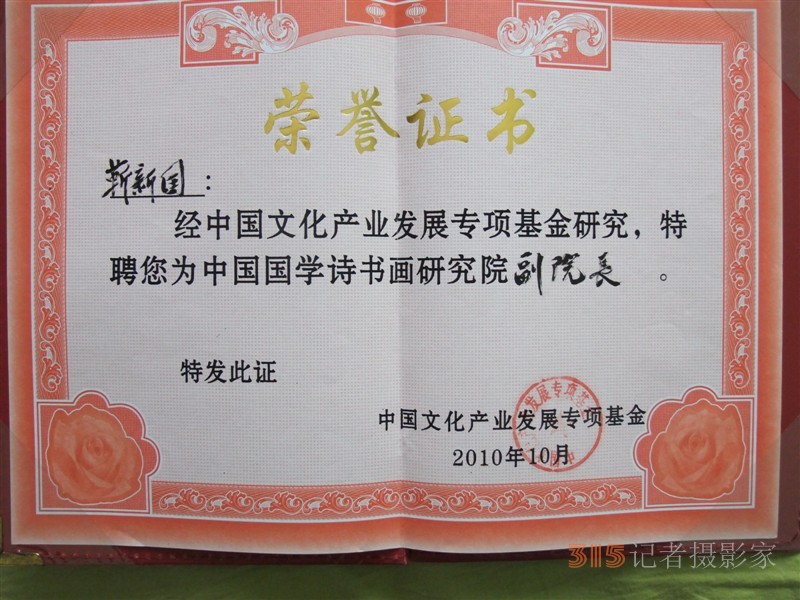 荣誉证书
靳新国：
经中国文化产业发展专项基金研究，特
聘您为中国国学诗书画研究院副院长 。
特发此证
中国文化产业发展专项基金
2010年10月
315记者摄影家